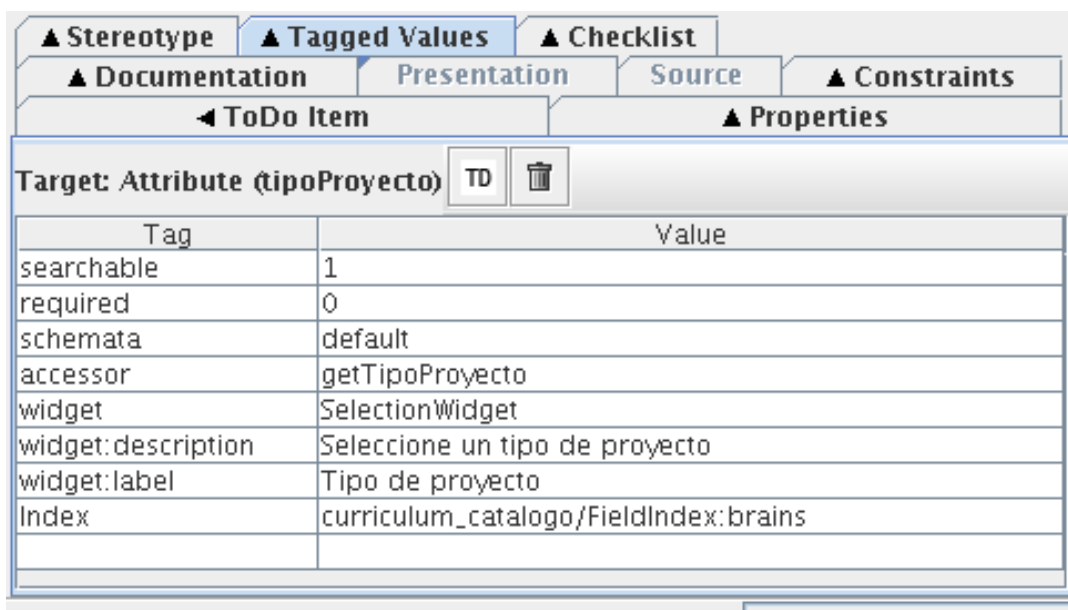 ▲ Stereotype ▲ Tagged Values ▲ Checklist
▲ Documentation Presentation Source ▲ Constraints
◀ ToDo Item ▲ Properties
Target: Attribute (tipoProyecto) TD
Tag Value
searchable 1
required 0
schemata default
accessor getTipoProyecto
widget SelectionWidget
widget:description Seleccione un tipo de proyecto
widget:label Tipo de proyecto
Index curriculum_catalogo/FieldIndex:brains